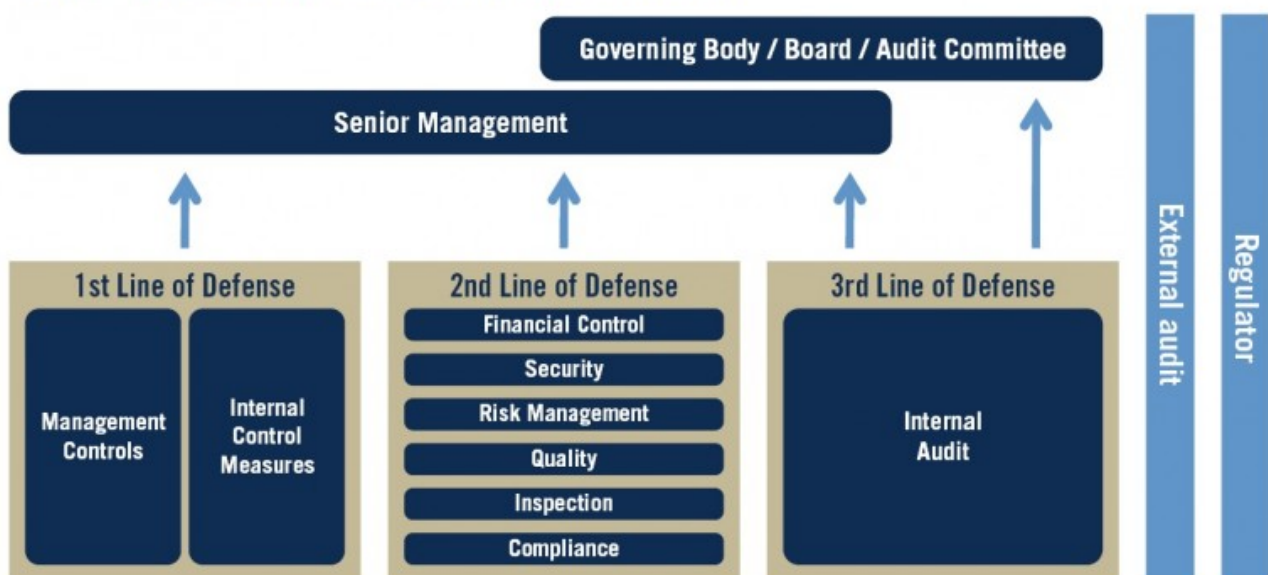 Governing Body / Board / Audit Committee
Senior Management
1st Line of Defense
Management
Controls
Internal
Control
Measures
2nd Line of Defense
Financial Control
Security
Risk Management
Quality
Inspection
Compliance
3rd Line of Defense
Internal
Audit
External audit
Regulator